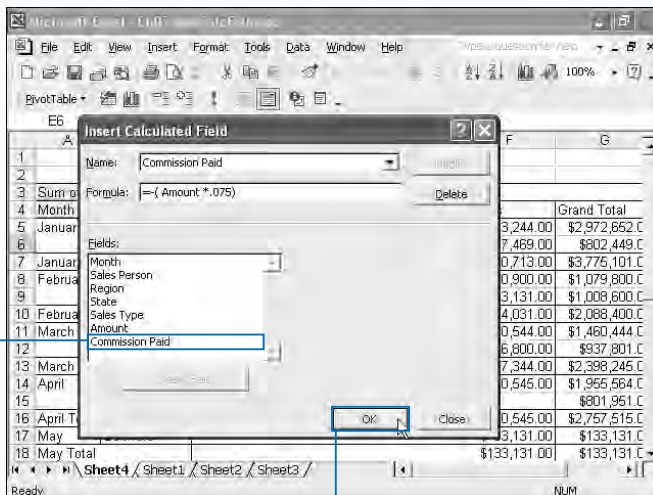 Microsoft Excel
File Edit View Insert Format Tools Data Window Help
100%
PivotTable
E6
Insert Calculated Field
Name: Commission Paid
Formula: =-( Amount *.075)
Delete
Fields:
Month
Sales Person
Region
State
Sales Type
Amount
Commission Paid
OK Close
A F G
1
2
3 Sum o
4 Month Grand Total
5 Januar 3,244.00 $2,972,652.0
6 7,469.00 $802,449.0
7 Januar 0,713.00 $3,775,101.0
8 Februa 0,900.00 $1,079,800.0
9 3,131.00 $1,008,600.0
10 Februa 4,031.00 $2,088,400.0
11 March 0,544.00 $1,460,444.0
12 6,800.00 $937,801.0
13 March 7,344.00 $2,398,245.0
14 April 0,545.00 $1,955,564.0
15 $801,951.0
16 April T 0,545.00 $2,757,515.0
17 May $133,131.00 $133,131.0
18 May Total $133,131.00 $133,131.0
Sheet4 Sheet1 Sheet2 Sheet3
Ready NUM